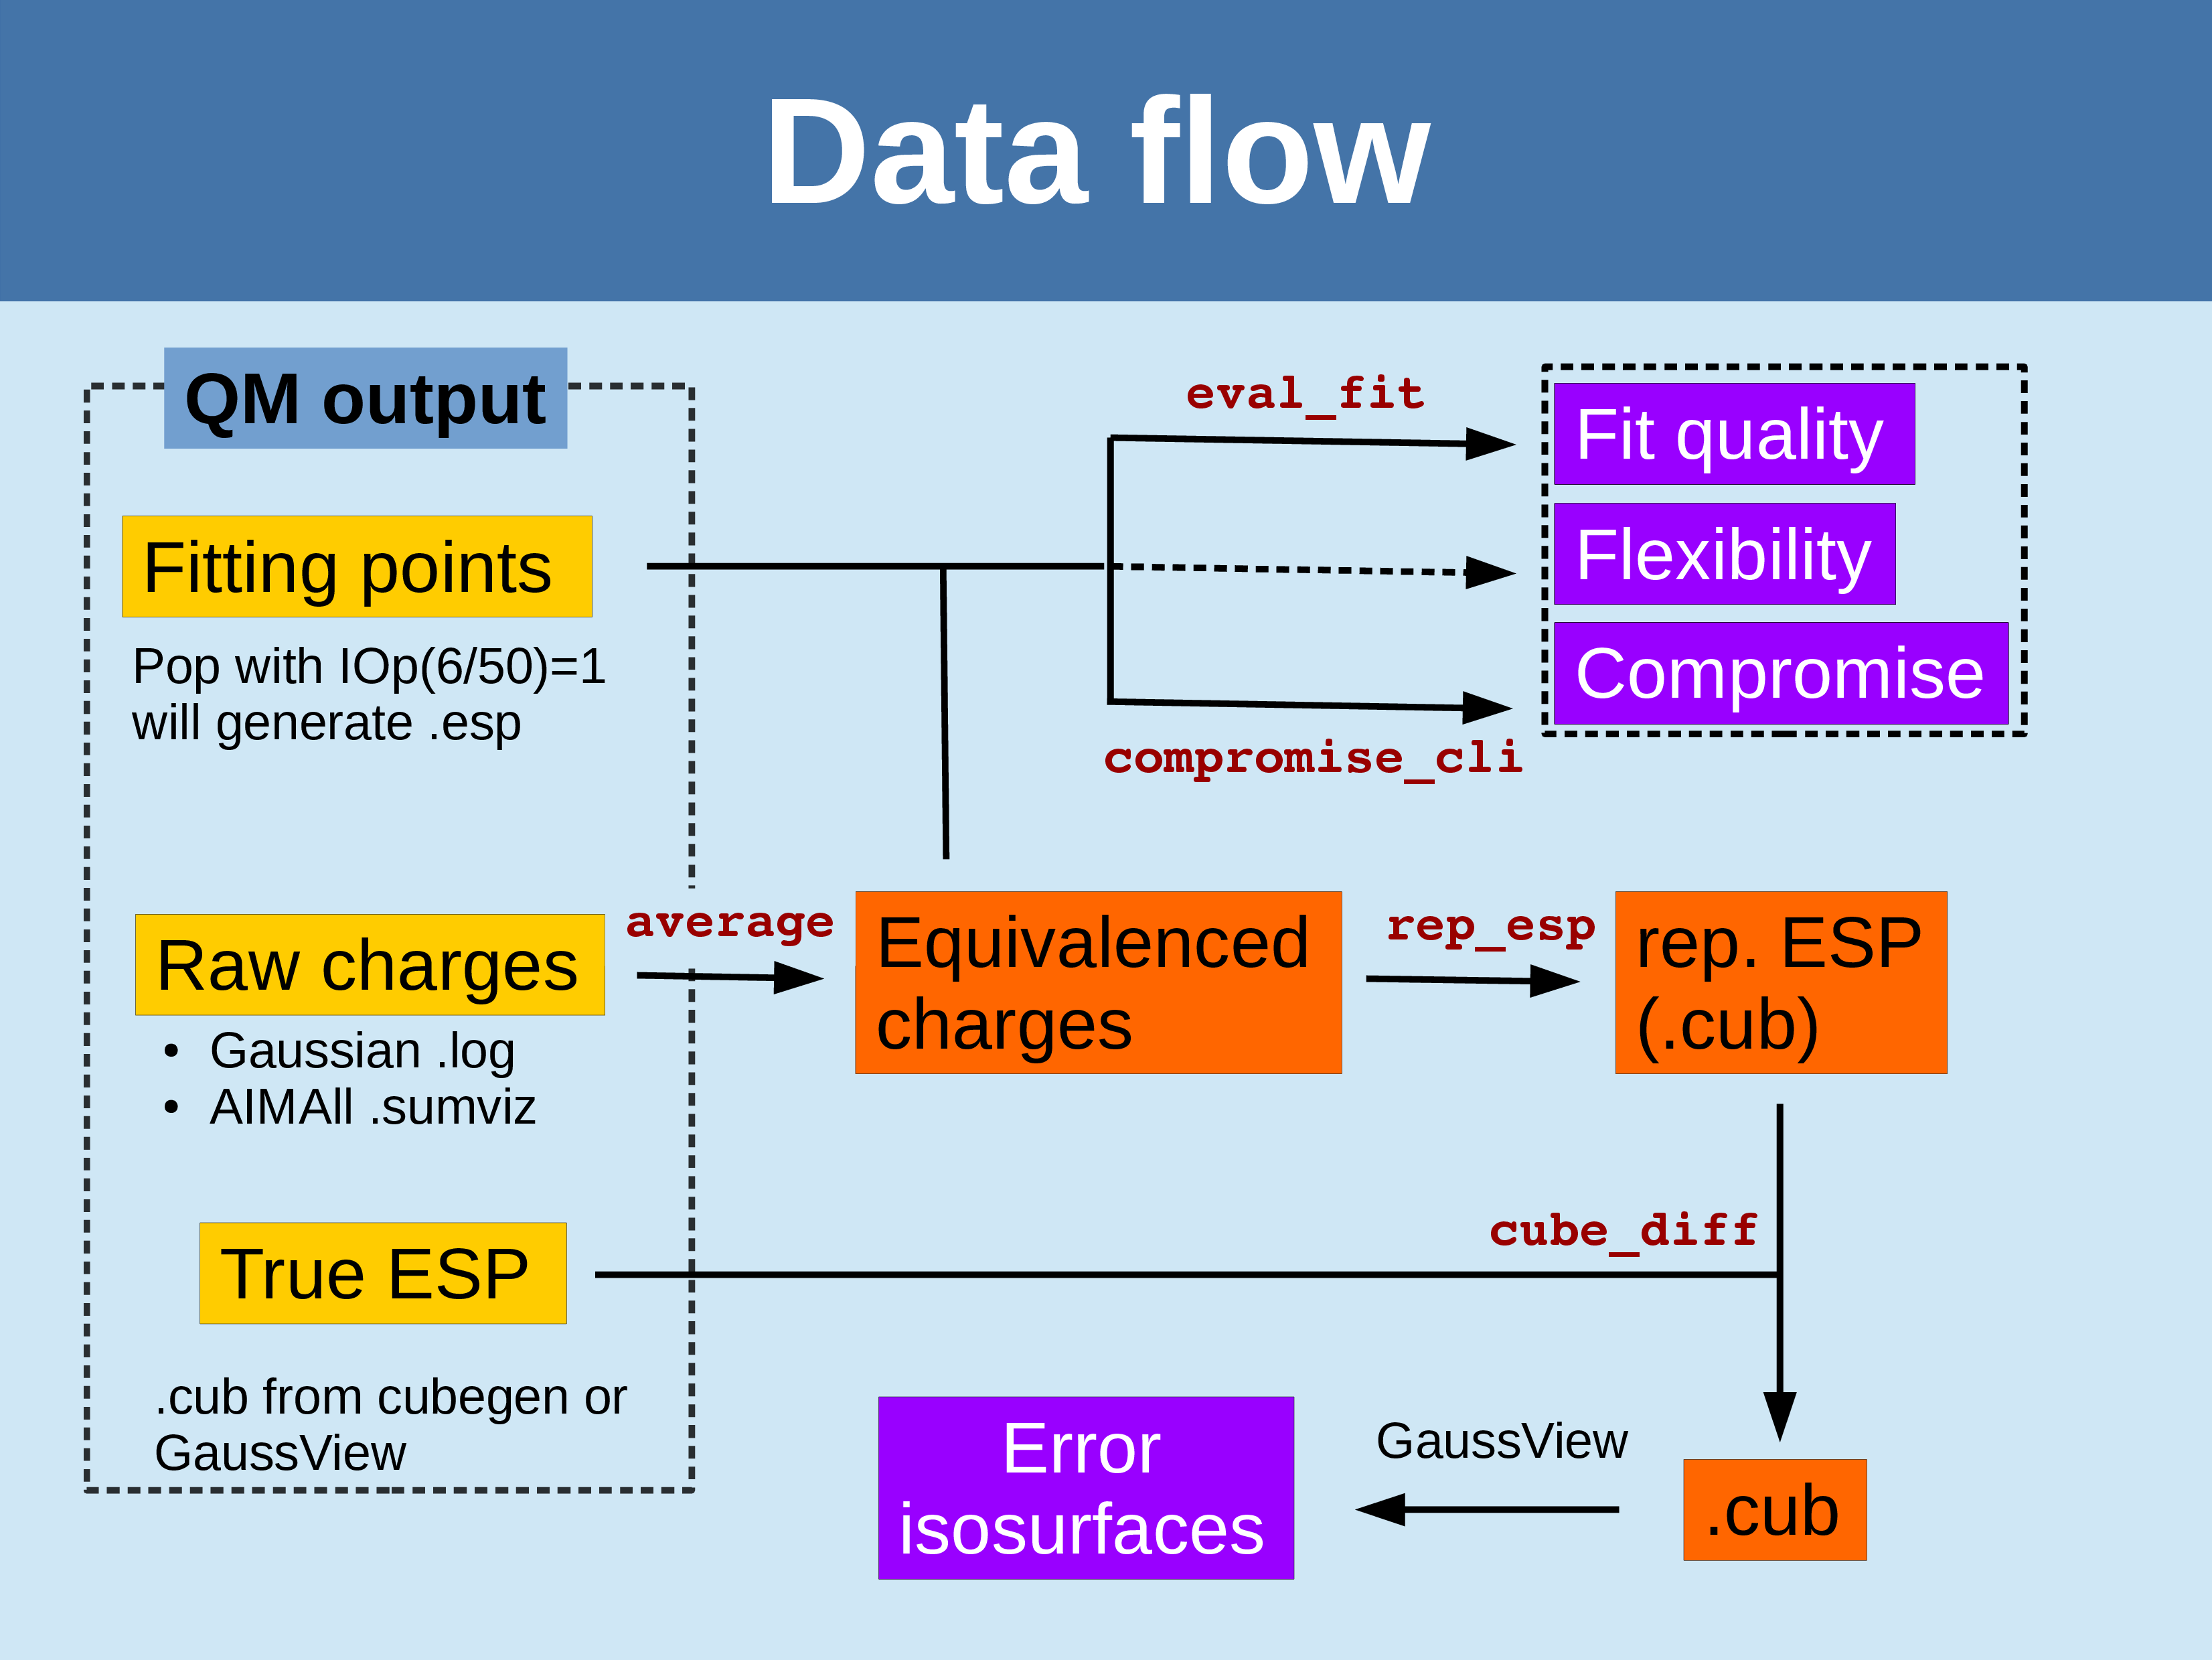 Data flow
QM output
Fitting points
Pop with IOp(6/50)=1
will generate .esp
eval_fit
Fit quality
Flexibility
Compromise
compromise_cli
Raw charges
• Gaussian .log
• AIMAll .sumviz
average
Equivalenced
charges
rep_esp
rep. ESP
(.cub)
True ESP
.cub from cubegen or
GaussView
cube_diff
Error
isosurfaces
GaussView
.cub